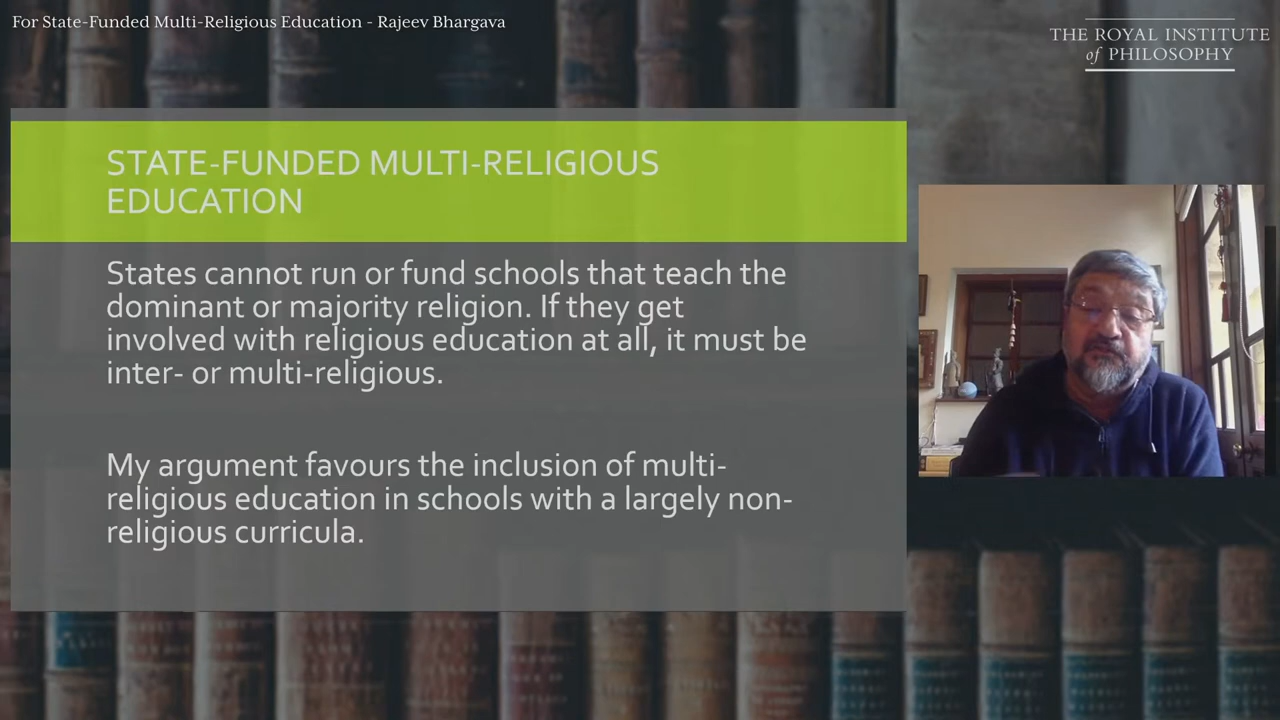 For State-Funded Multi-Religious Education - Rajeev Bhargava
THE ROYAL INSTITUTE
of PHILOSOPHY
STATE-FUNDED MULTI-RELIGIOUS
EDUCATION
States cannot run or fund schools that teach the
dominant or majority religion. If they get
involved with religious education at all, it must be
inter- or multi-religious.
My argument favours the inclusion of multi-
religious education in schools with a largely non-
religious curricula.